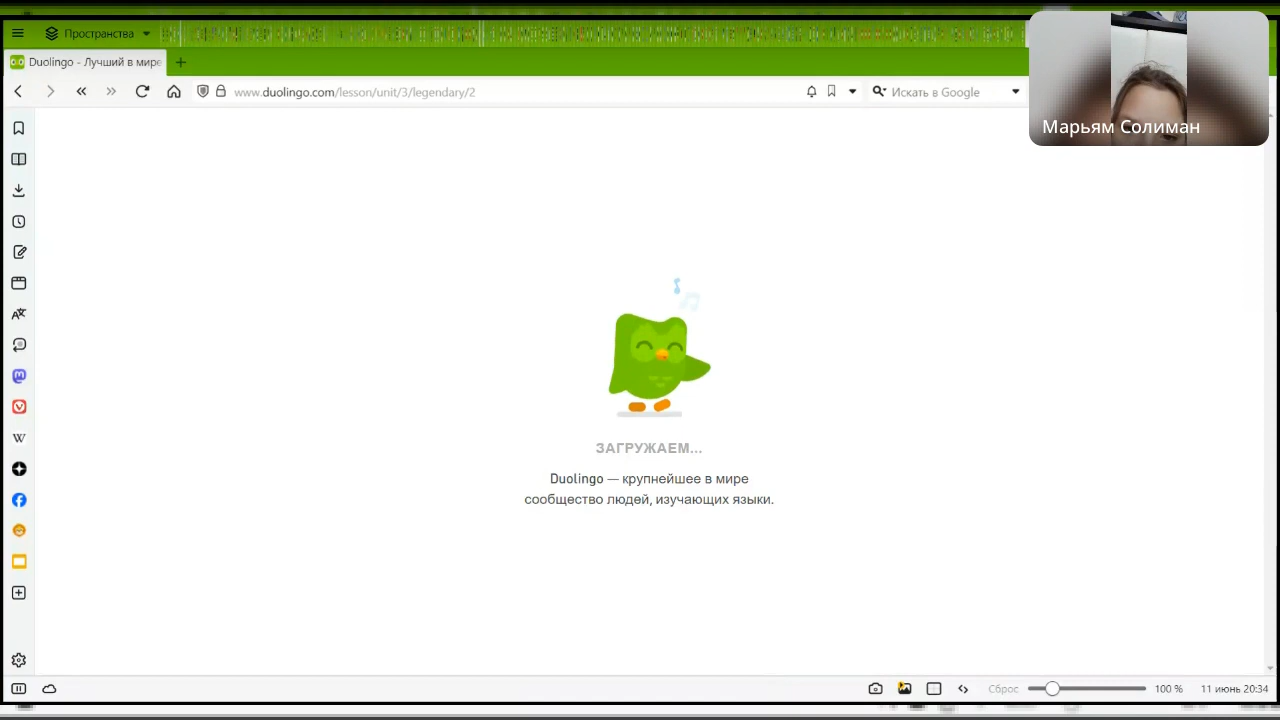 Пространства
Duolingo - Лучший в мире
www.duolingo.com/lesson/unit/3/legendary/2
Искать в Google
Марьям Солиман
ЗАГРУЖАЕМ...
Duolingo — крупнейшее в мире
сообщество людей, изучающих языки.
Сброс
100 %
11 июнь 20:34